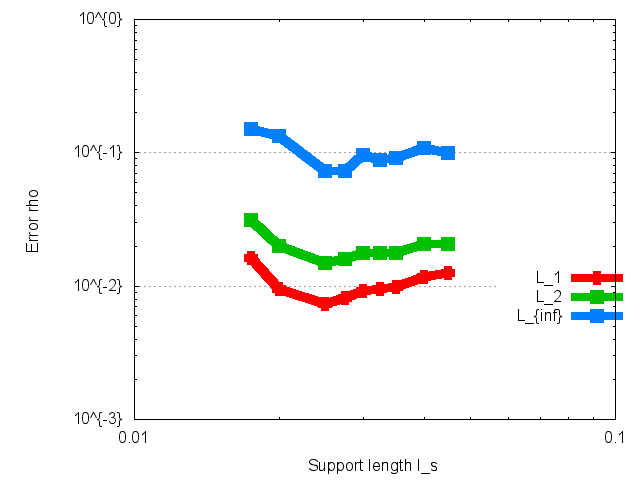 10^{0}
10^{-1}
10^{-2}
10^{-3}
Error rho
L_1
L_2
L_{inf}
0.01
0.1
Support length l_s